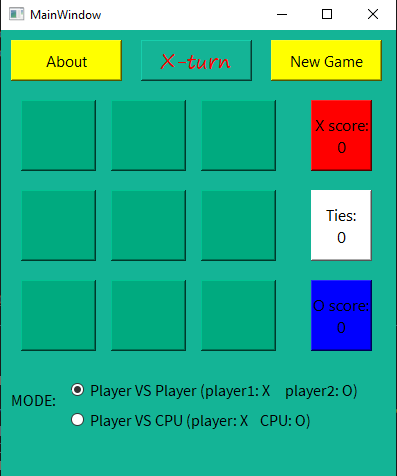 MainWindow
About
X-turn
New Game
X score:
0
Ties:
0
O score:
0
MODE:
Player VS Player (player1: X player2: O)
Player VS CPU (player: X CPU: O)